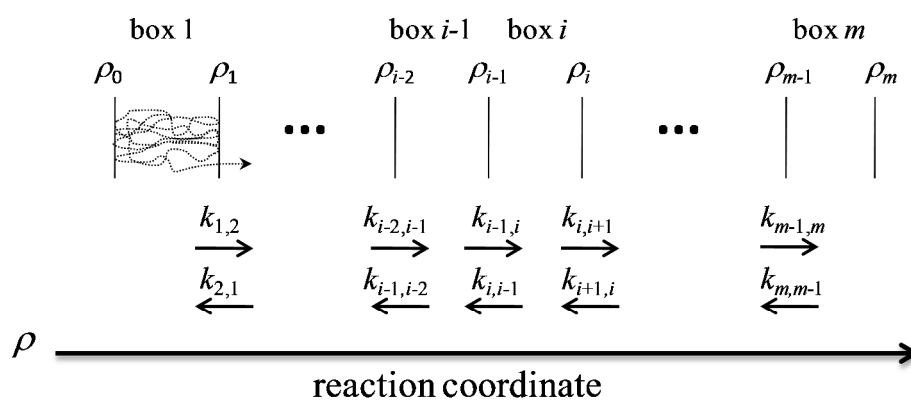 box 1 box i-1 box i box m
ρ₀ ρ₁ ρᵢ₋₂ ρᵢ₋₁ ρᵢ ρₘ₋₁ ρₘ
... ...
k₁,₂ kᵢ₋₂,ᵢ₋₁ kᵢ₋₁,ᵢ kᵢ,ᵢ₊₁ kₘ₋₁,ₘ
k₂,₁ kᵢ₋₁,ᵢ₋₂ kᵢ,ᵢ₋₁ kᵢ₊₁,ᵢ kₘ,ₘ₋₁
ρ
reaction coordinate